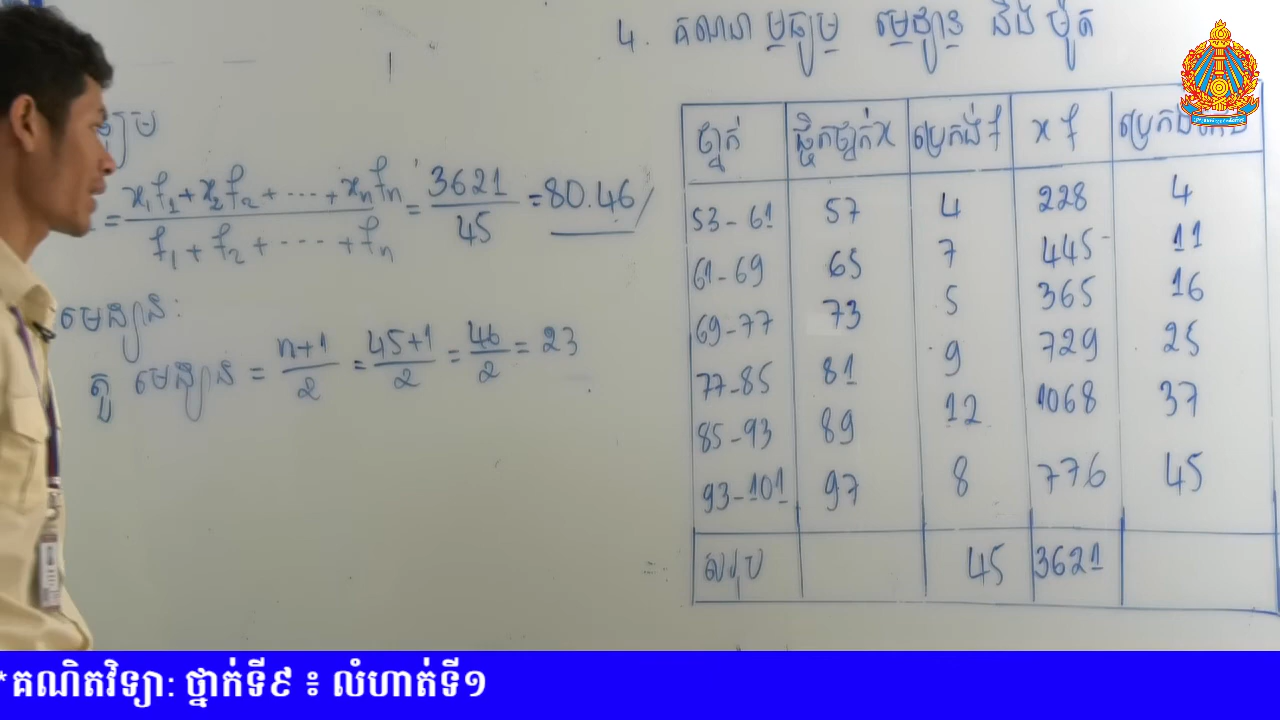 4. គណនា មធ្យម មេដ្យាន និង ម៉ូត
ធ្យម
= x₁f₁ + x₂f₂ + ... + xₙfₙ / f₁ + f₂ + ... + fₙ = 3621 / 45 = 80.46
មេដ្យាន:
តួ មេដ្យាន = n+1 / 2 = 45+1 / 2 = 46 / 2 = 23
ថ្នាក់ ផ្ចិតថ្នាក់ x ប្រេកង់ f x f ប្រេកង់
53 - 61 57 4 228 4
61 - 69 65 7 445 11
69 - 77 73 5 365 16
77 - 85 81 9 729 25
85 - 93 89 12 1068 37
93 - 101 97 8 776 45
សរុប 45 3621
*គណិតវិទ្យា: ថ្នាក់ទី៩ ៖ លំហាត់ទី១